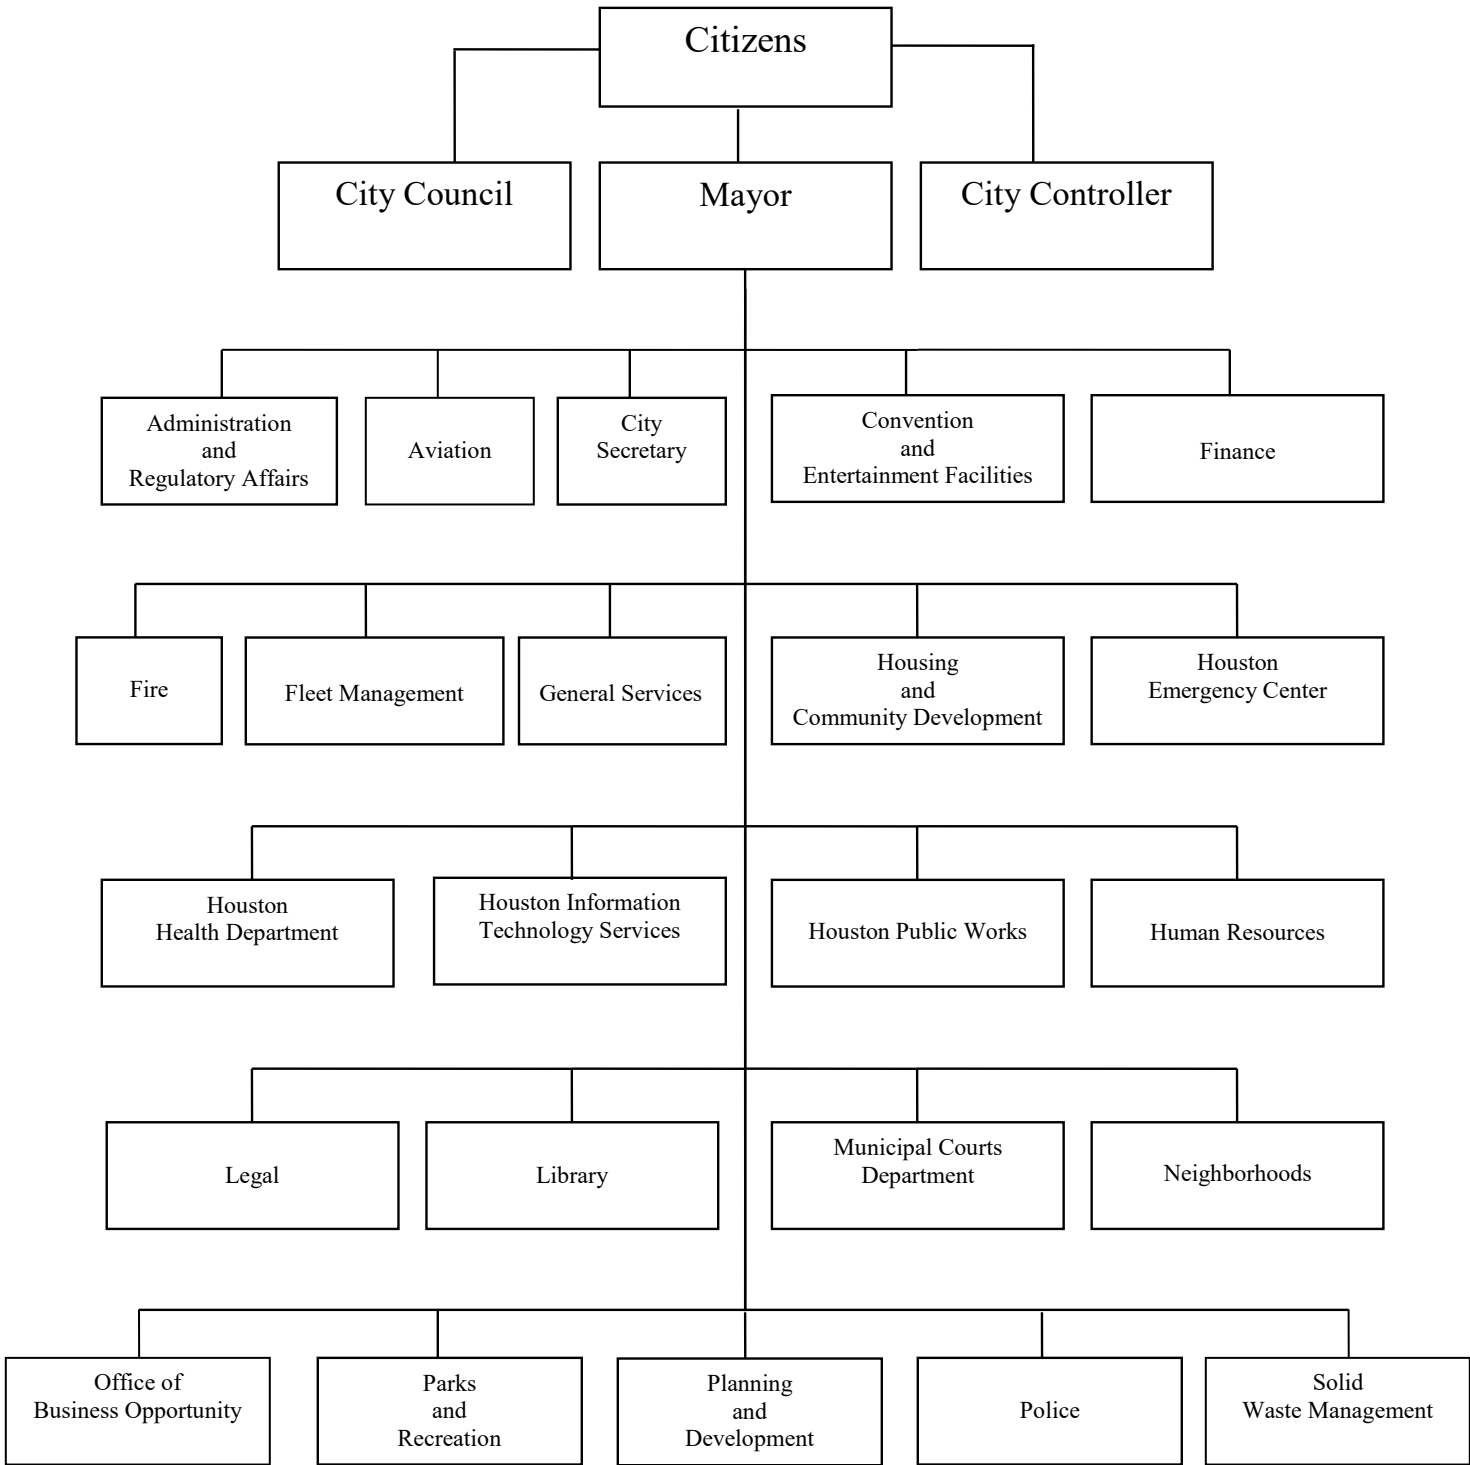 Citizens
City Council
Mayor
City Controller
Administration
and
Regulatory Affairs
Aviation
City
Secretary
Convention
and
Entertainment Facilities
Finance
Fire
Fleet Management
General Services
Housing
and
Community Development
Houston
Emergency Center
Houston
Health Department
Houston Information
Technology Services
Houston Public Works
Human Resources
Legal
Library
Municipal Courts
Department
Neighborhoods
Office of
Business Opportunity
Parks
and
Recreation
Planning
and
Development
Police
Solid
Waste Management